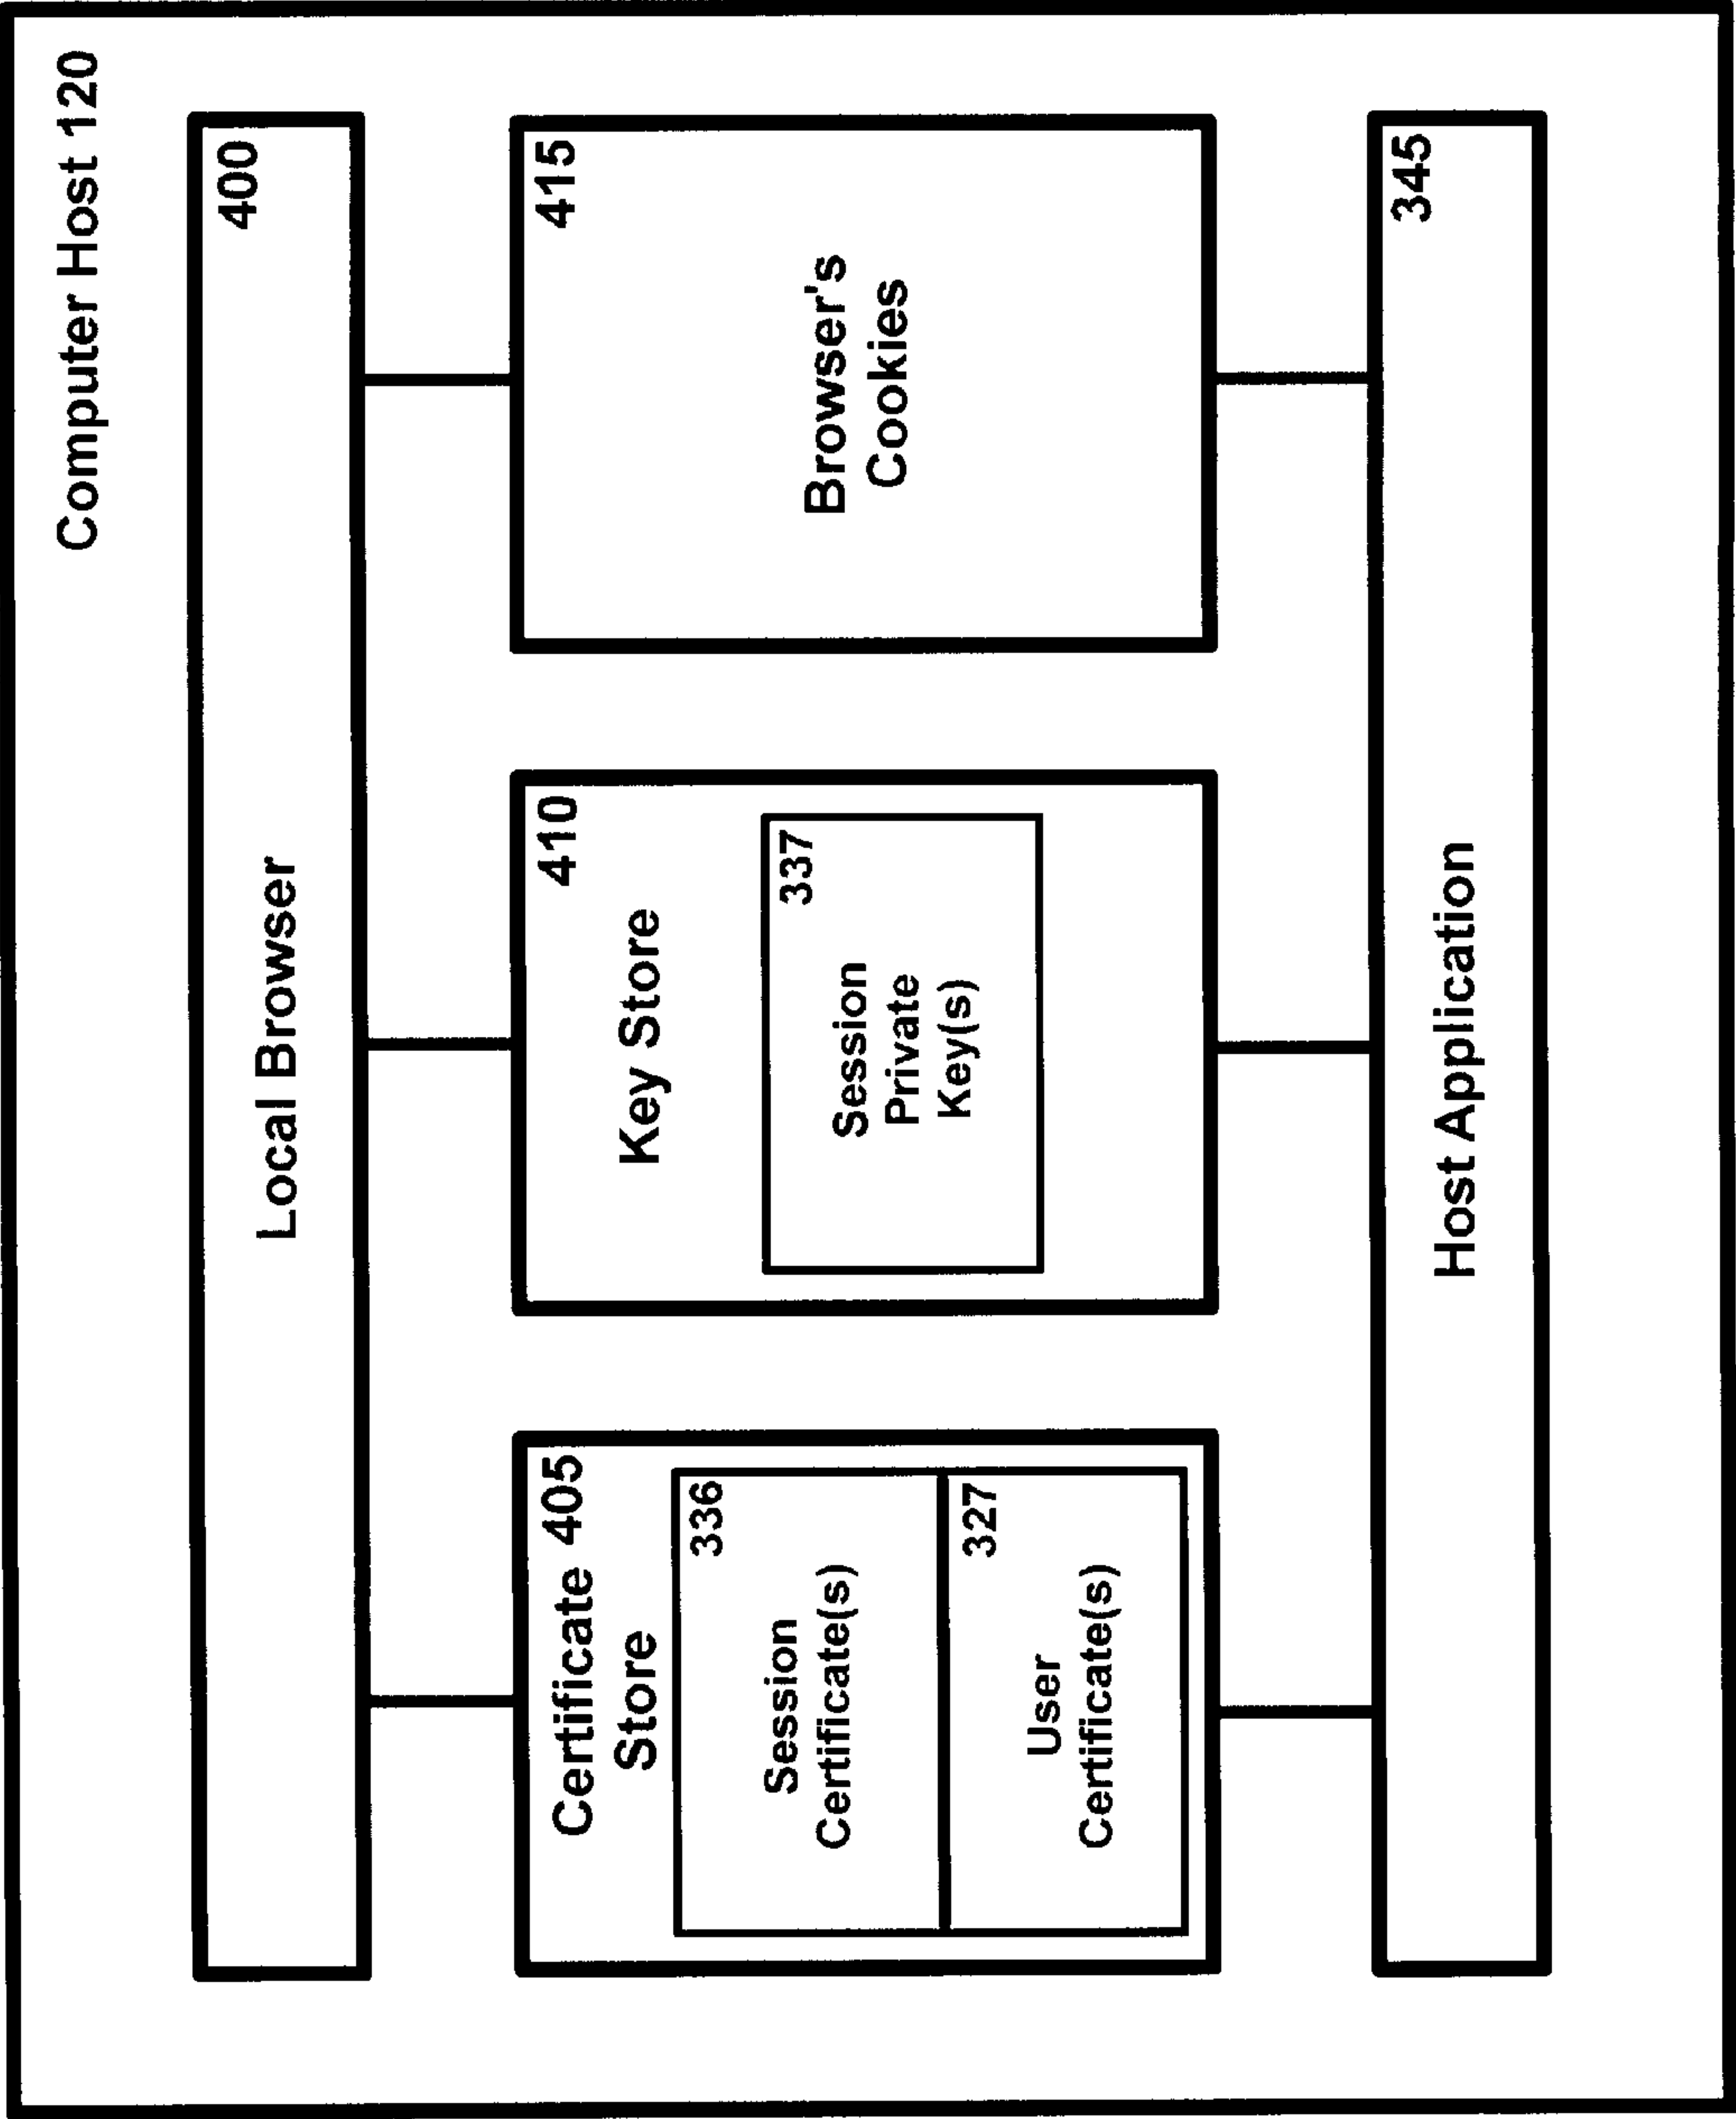 Computer Host 120
400
Local Browser
Certificate 405
Store
336
Session
Certificate(s)
327
User
Certificate(s)
410
Key Store
337
Session
Private
Key(s)
415
Browser's
Cookies
345
Host Application